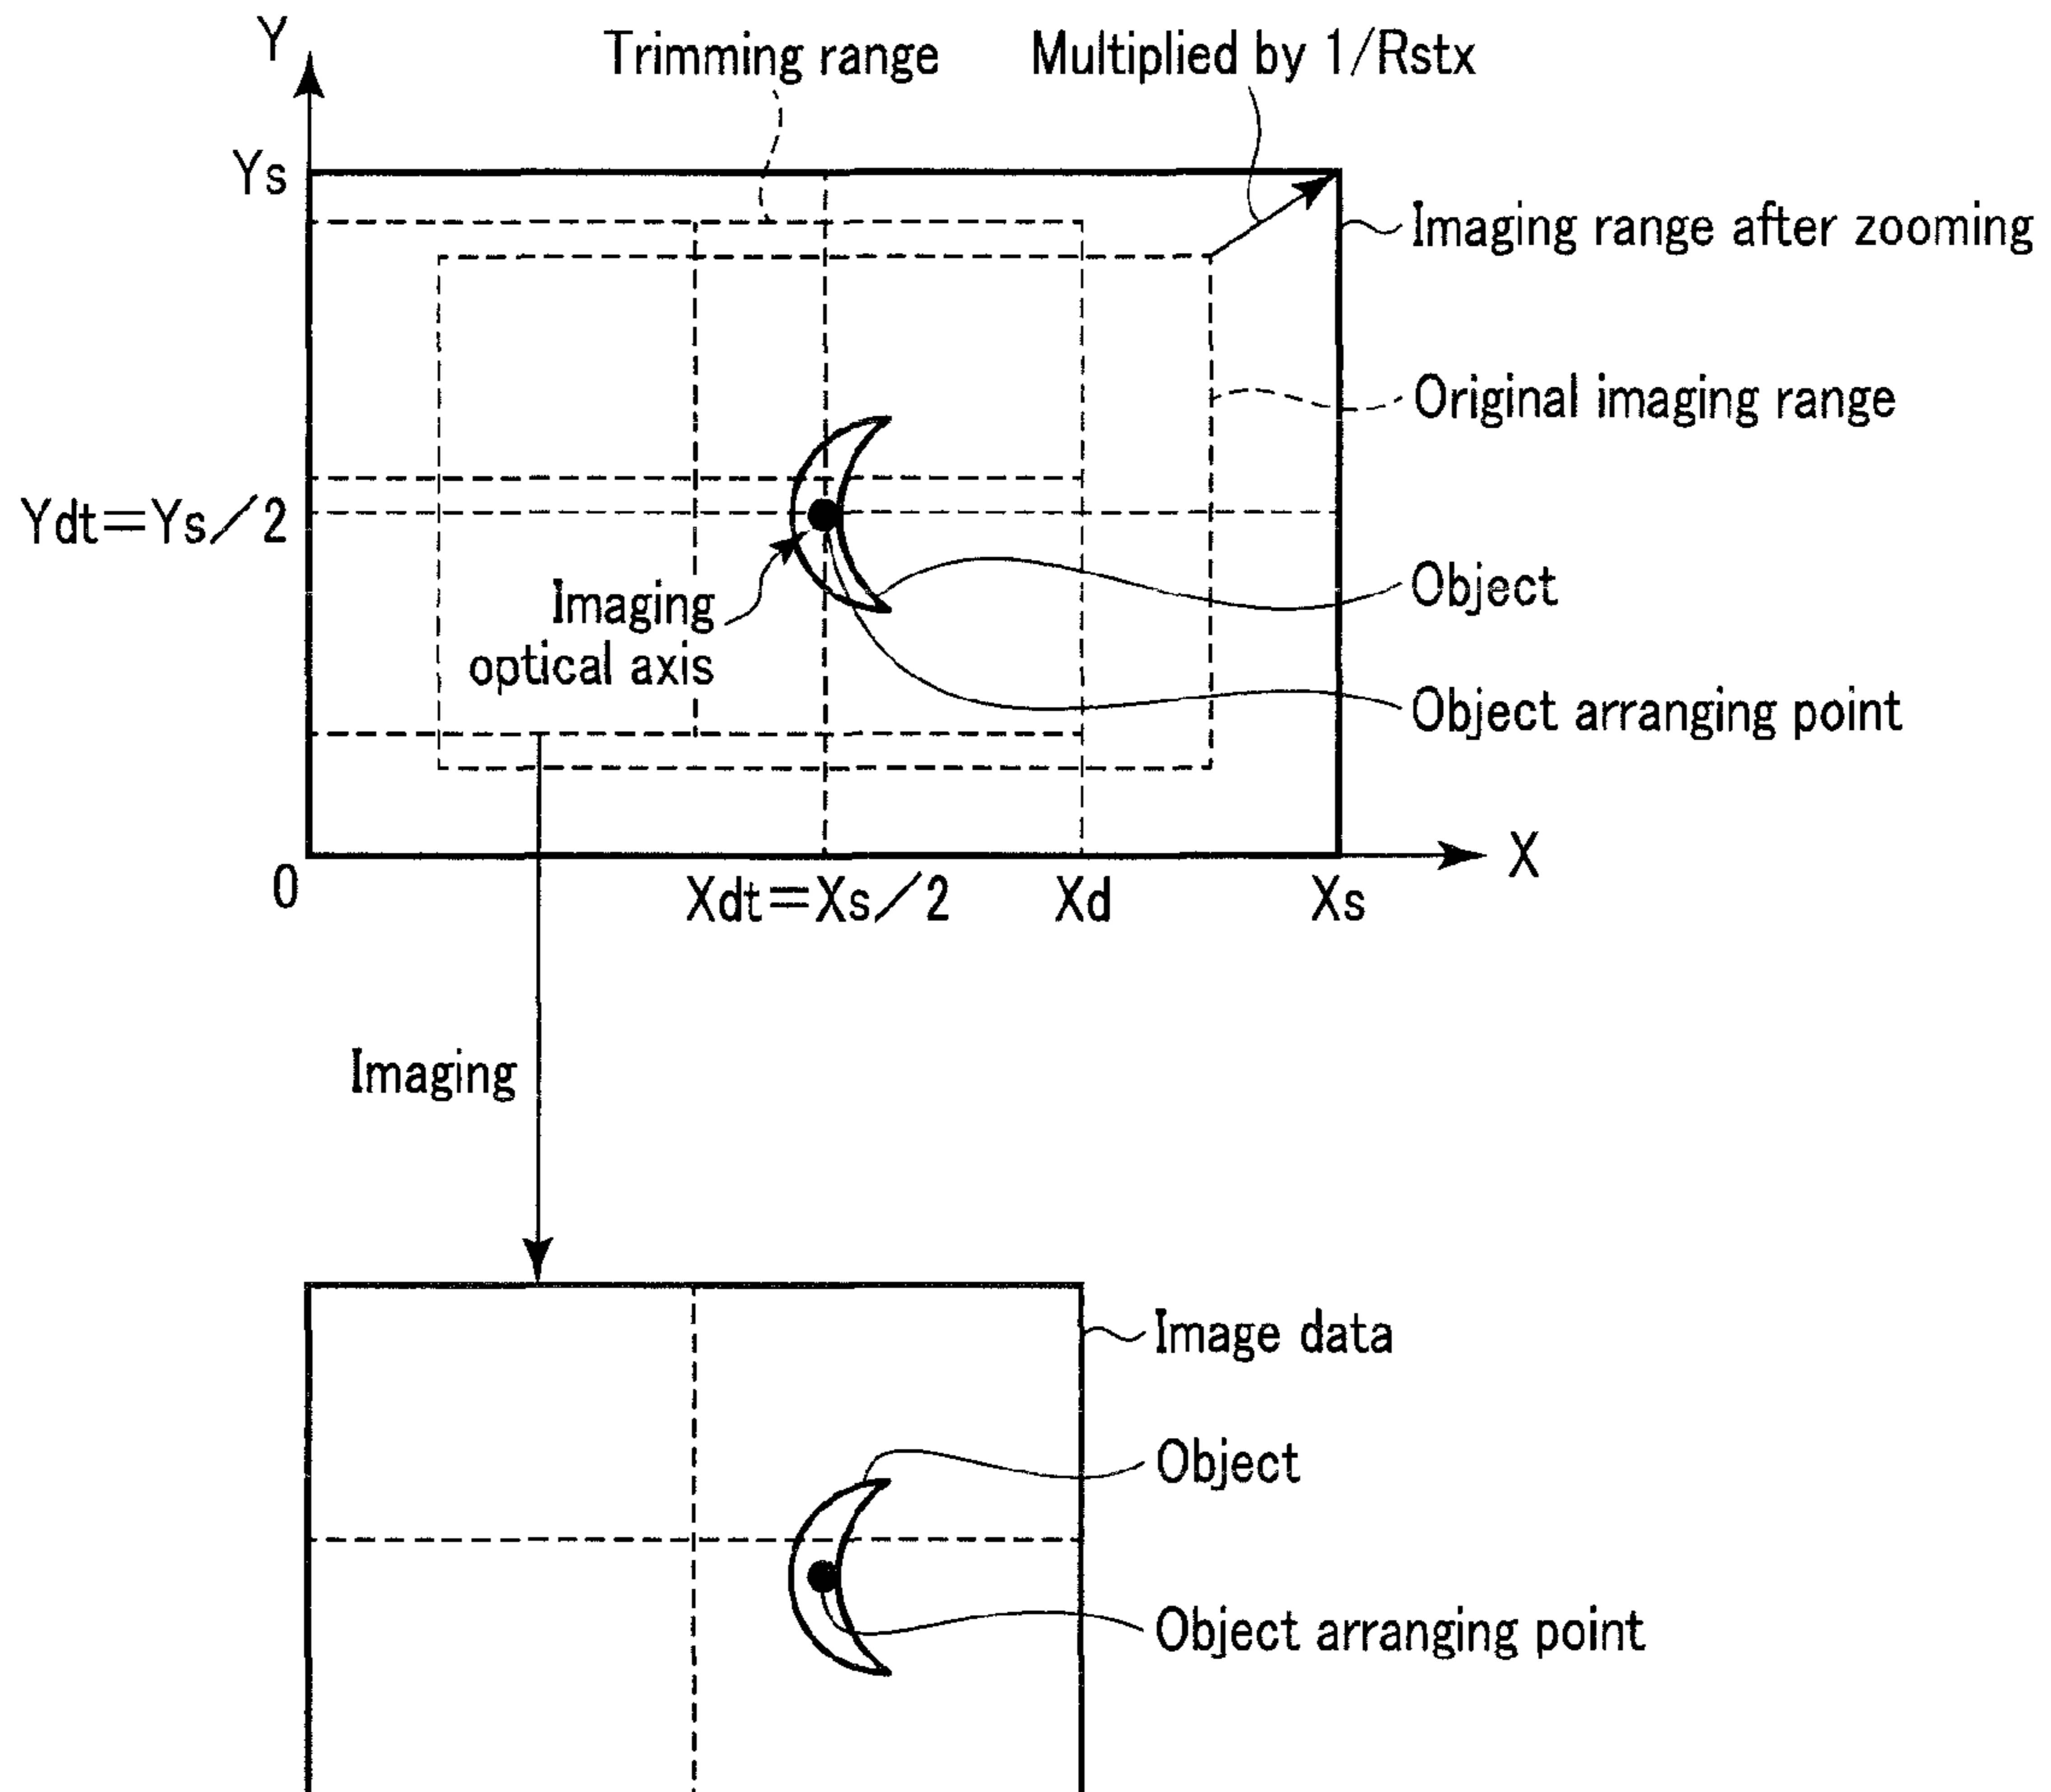 Y
Trimming range
Multiplied by 1/Rstx
Ys
Imaging range after zooming
Original imaging range
Ydt=Ys/2
Object
Imaging
optical axis
Object arranging point
X
0
Xdt=Xs/2
Xd
Xs
Imaging
Image data
Object
Object arranging point